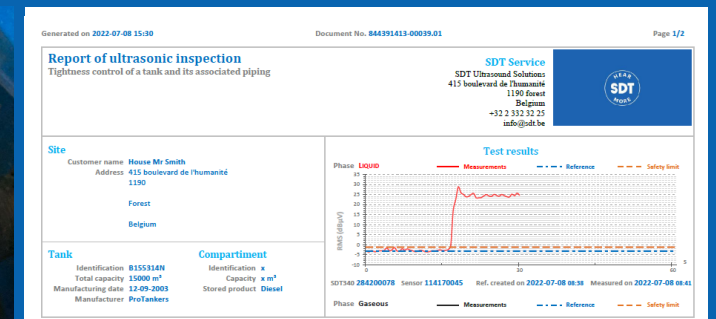 Generated on 2022-07-08 15:30 Document No. 844391413-00039.01 Page 1/2
Report of ultrasonic inspection
Tightness control of a tank and its associated piping
SDT Service
SDT Ultrasound Solutions
415 boulevard de l'humanité
1190 forest
Belgium
+32 2 332 32 25
info@sdt.be
HEAR
SDT
MORE
Site
Customer name House Mr Smith
Address 415 boulevard de l'humanité
1190
Forest
Belgium
Tank
Identification B155314N
Total capacity 15000 m³
Manufacturing date 12-09-2003
Manufacturer ProTankers
Compartiment
Identification x
Capacity x m³
Stored product Diesel
Test results
Phase LIQUID Measurements Reference Safety limit
RMS (dBµV)
35
30
25
20
15
10
5
0
-5
-10
0 30 60
s
SDT340 284200078 Sensor 114170045 Ref. created on 2022-07-08 08:38 Measured on 2022-07-08 08:41
Phase Gaseous Measurements Reference Safety limit